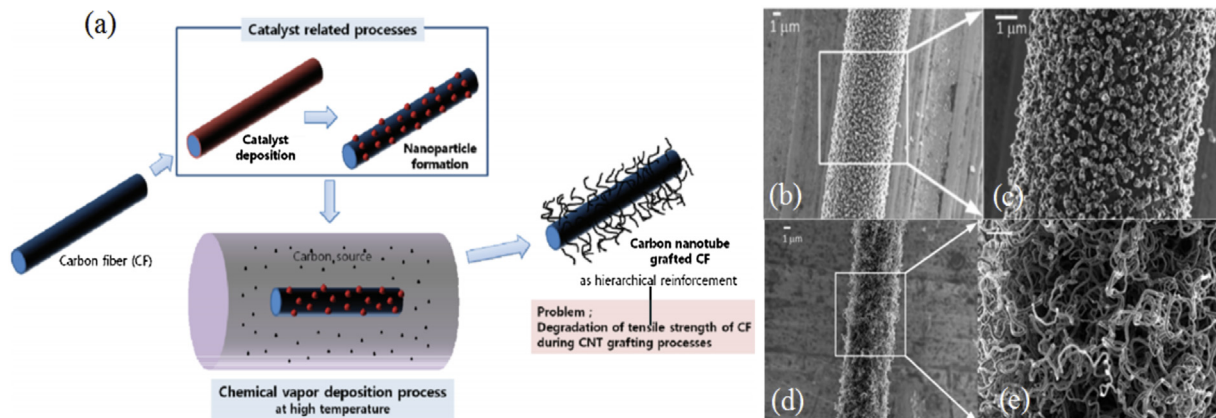 (a)
Catalyst related processes
Catalyst
deposition
Nanoparticle
formation
Carbon fiber (CF)
Carbon source
Chemical vapor deposition process
at high temperature
Carbon nanotube
grafted CF
as hierarchical reinforcement
Problem ;
Degradation of tensile strength of CF
during CNT grafting processes
1 μm
(b)
1 μm
(c)
1 μm
(d)
(e)